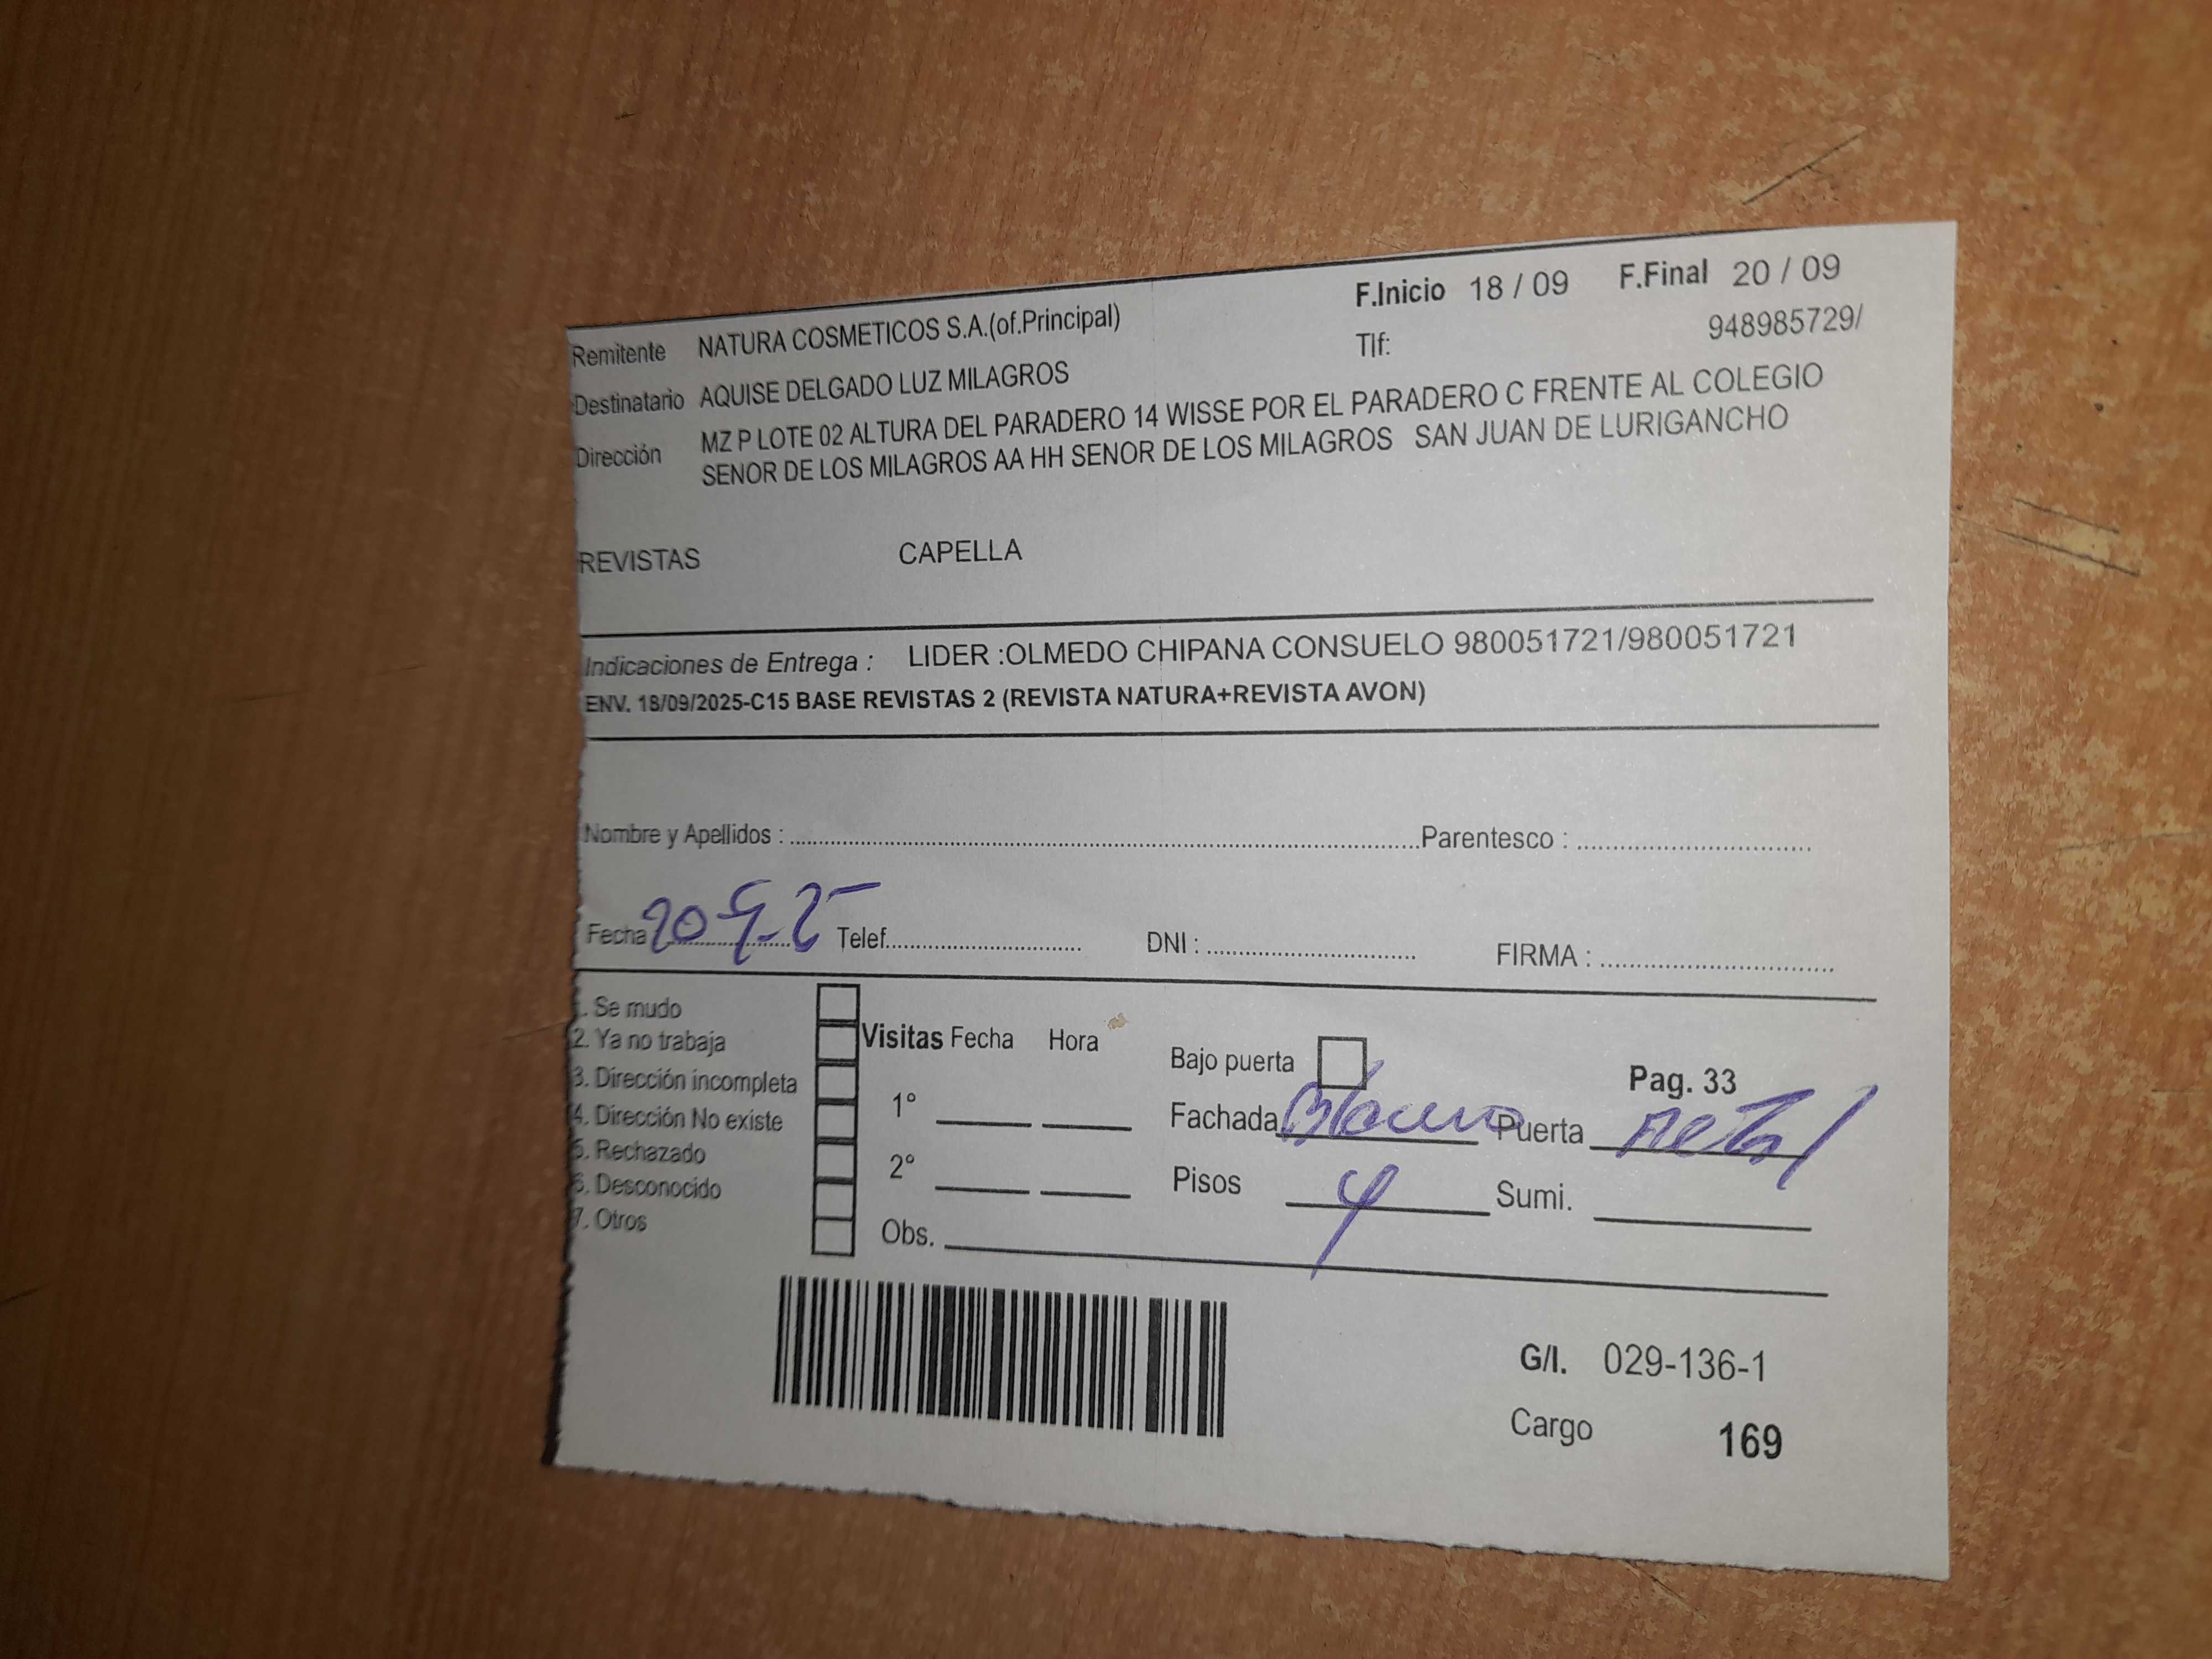 F.Inicio 18 / 09 F.Final 20 / 09
Remitente NATURA COSMETICOS S.A.(of.Principal) Tlf: 948985729/
Destinatario AQUISE DELGADO LUZ MILAGROS
Dirección MZ P LOTE 02 ALTURA DEL PARADERO 14 WISSE POR EL PARADERO C FRENTE AL COLEGIO
SENOR DE LOS MILAGROS AA HH SENOR DE LOS MILAGROS SAN JUAN DE LURIGANCHO
REVISTAS CAPELLA
Indicaciones de Entrega : LIDER :OLMEDO CHIPANA CONSUELO 980051721/980051721
ENV. 18/09/2025-C15 BASE REVISTAS 2 (REVISTA NATURA+REVISTA AVON)
Nombre y Apellidos : Parentesco :
Fecha 20-9-25 Telef. DNI : FIRMA :
1. Se mudo
2. Ya no trabaja
3. Dirección incompleta
4. Dirección No existe
5. Rechazado
6. Desconocido
7. Otros
Visitas Fecha Hora
1°
2°
Obs.
Bajo puerta Pag. 33
Fachada Blanco Puerta Metal
Pisos 4 Sumi.
G/I. 029-136-1
Cargo 169